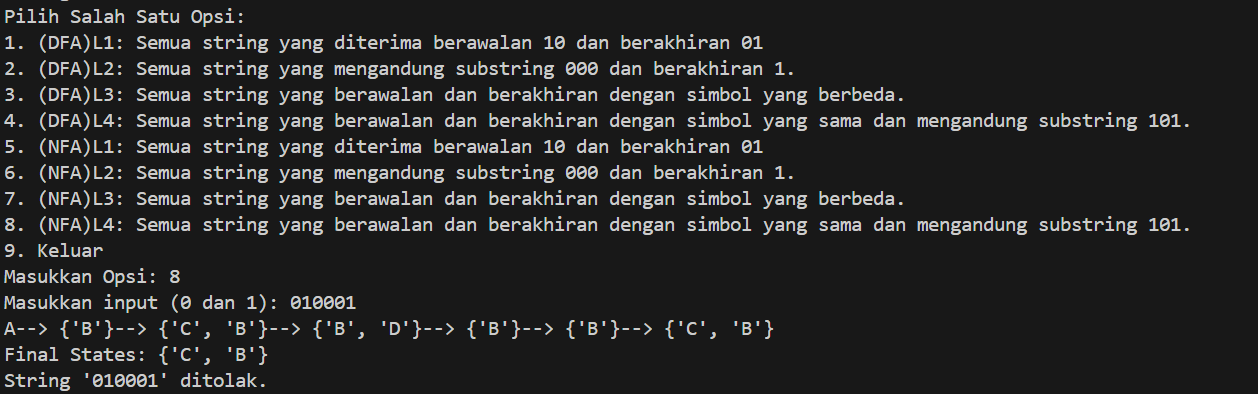 Pilih Salah Satu Opsi:
1. (DFA)L1: Semua string yang diterima berawalan 10 dan berakhiran 01
2. (DFA)L2: Semua string yang mengandung substring 000 dan berakhiran 1.
3. (DFA)L3: Semua string yang berawalan dan berakhiran dengan simbol yang berbeda.
4. (DFA)L4: Semua string yang berawalan dan berakhiran dengan simbol yang sama dan mengandung substring 101.
5. (NFA)L1: Semua string yang diterima berawalan 10 dan berakhiran 01
6. (NFA)L2: Semua string yang mengandung substring 000 dan berakhiran 1.
7. (NFA)L3: Semua string yang berawalan dan berakhiran dengan simbol yang berbeda.
8. (NFA)L4: Semua string yang berawalan dan berakhiran dengan simbol yang sama dan mengandung substring 101.
9. Keluar
Masukkan Opsi: 8
Masukkan input (0 dan 1): 010001
A--> {'B'}--> {'C', 'B'}--> {'B', 'D'}--> {'B'}--> {'B'}--> {'C', 'B'}
Final States: {'C', 'B'}
String '010001' ditolak.